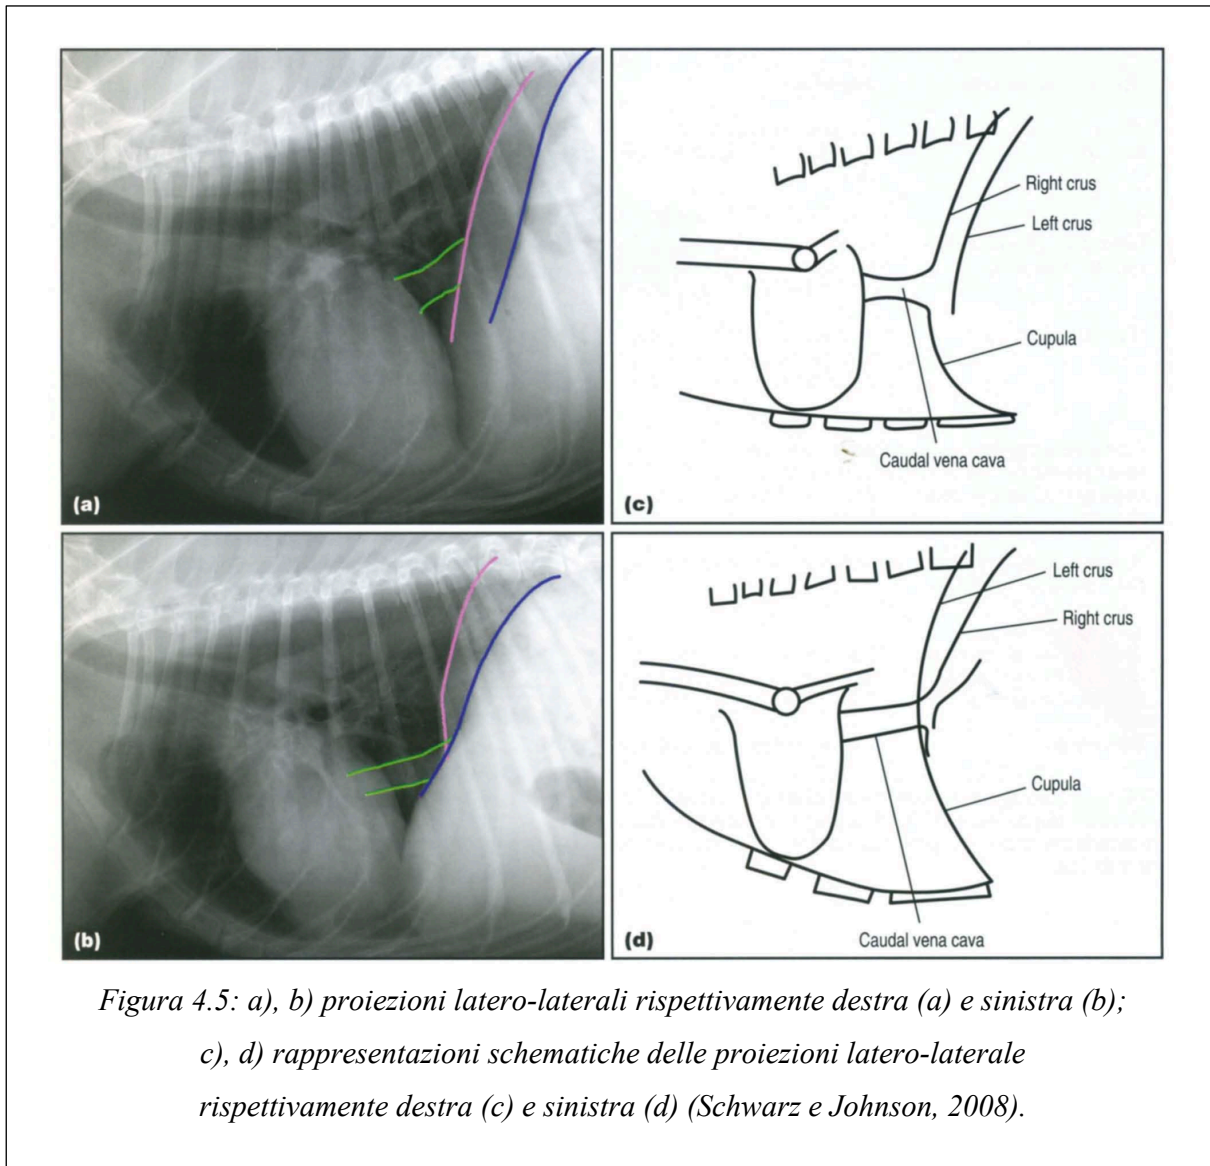 (a)
Right crus
Left crus
Cupula
Caudal vena cava
(c)
(b)
Left crus
Right crus
Cupula
Caudal vena cava
(d)
Figura 4.5: a), b) proiezioni latero-laterali rispettivamente destra (a) e sinistra (b);
c), d) rappresentazioni schematiche delle proiezioni latero-laterale
rispettivamente destra (c) e sinistra (d) (Schwarz e Johnson, 2008).